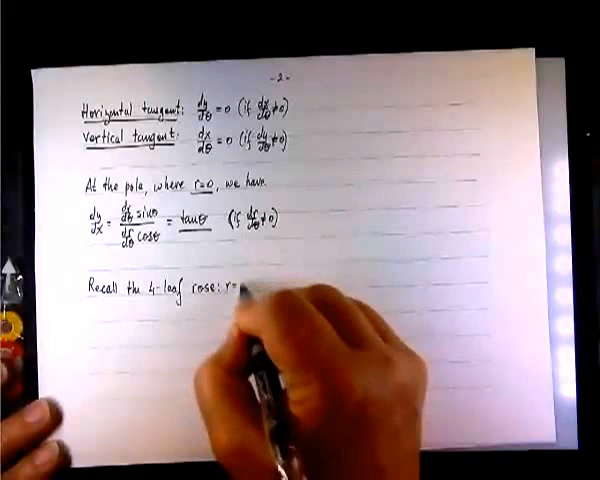 - 2 -
Horizontal tangent: dy/dθ = 0 (if dx/dθ ≠ 0)
Vertical tangent: dx/dθ = 0 (if dy/dθ ≠ 0)
At the pole, where r=0, we have
dy/dx = (dr/dθ sinθ)/(dr/dθ cosθ) = tanθ (if dr/dθ ≠ 0)
Recall the 4-leaf rose: r=